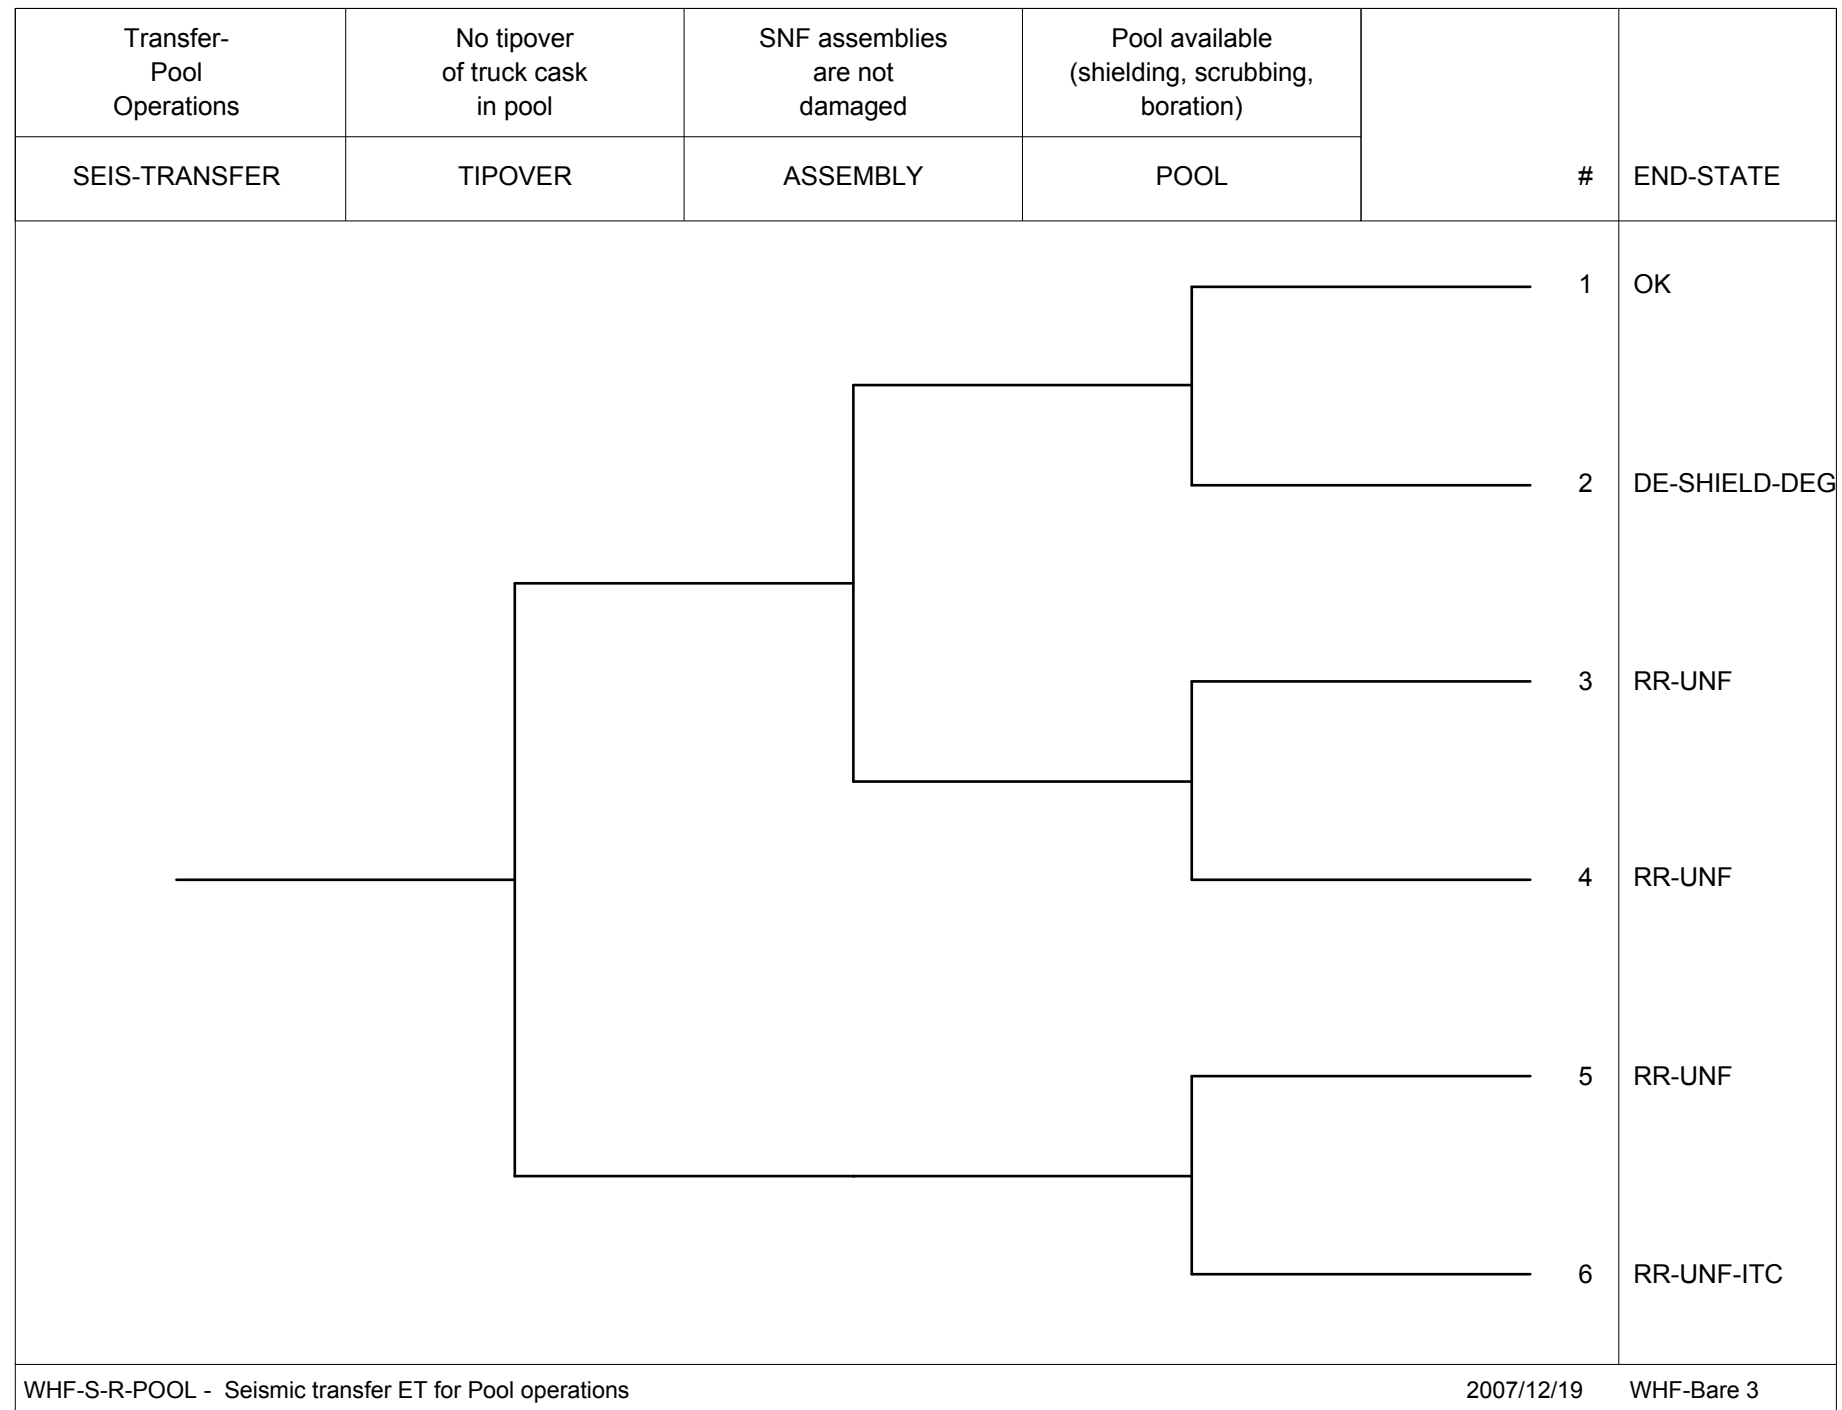 Transfer-
Pool
Operations
No tipover
of truck cask
in pool
SNF assemblies
are not
damaged
Pool available
(shielding, scrubbing,
boration)
SEIS-TRANSFER
TIPOVER
ASSEMBLY
POOL
#
END-STATE
1 OK
2 DE-SHIELD-DEG
3 RR-UNF
4 RR-UNF
5 RR-UNF
6 RR-UNF-ITC
WHF-S-R-POOL - Seismic transfer ET for Pool operations
2007/12/19
WHF-Bare 3